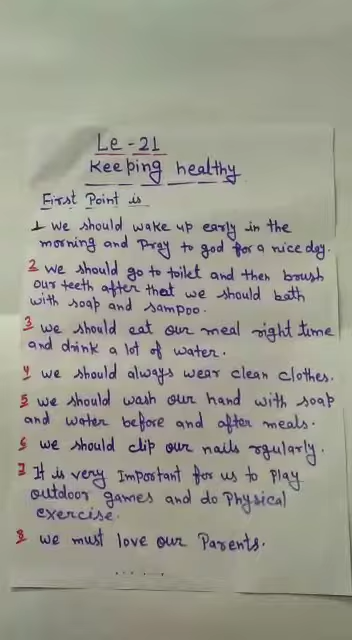 Le - 21
Keeping healthy
First Point is
1 we should wake up early in the
morning and Pray to god for a nice day.
2 we should go to toilet and then brush
our teeth after that we should bath
with soap and sampoo.
3 we should eat our meal right time
and drink a lot of water.
4 we should always wear clean clothes.
5 we should wash our hand with soap
and water before and after meals.
6 we should clip our nails rgularly.
7 It is very Important for us to Play
outdoor games and do Physical
exercise.
8 we must love our Parents.
.....